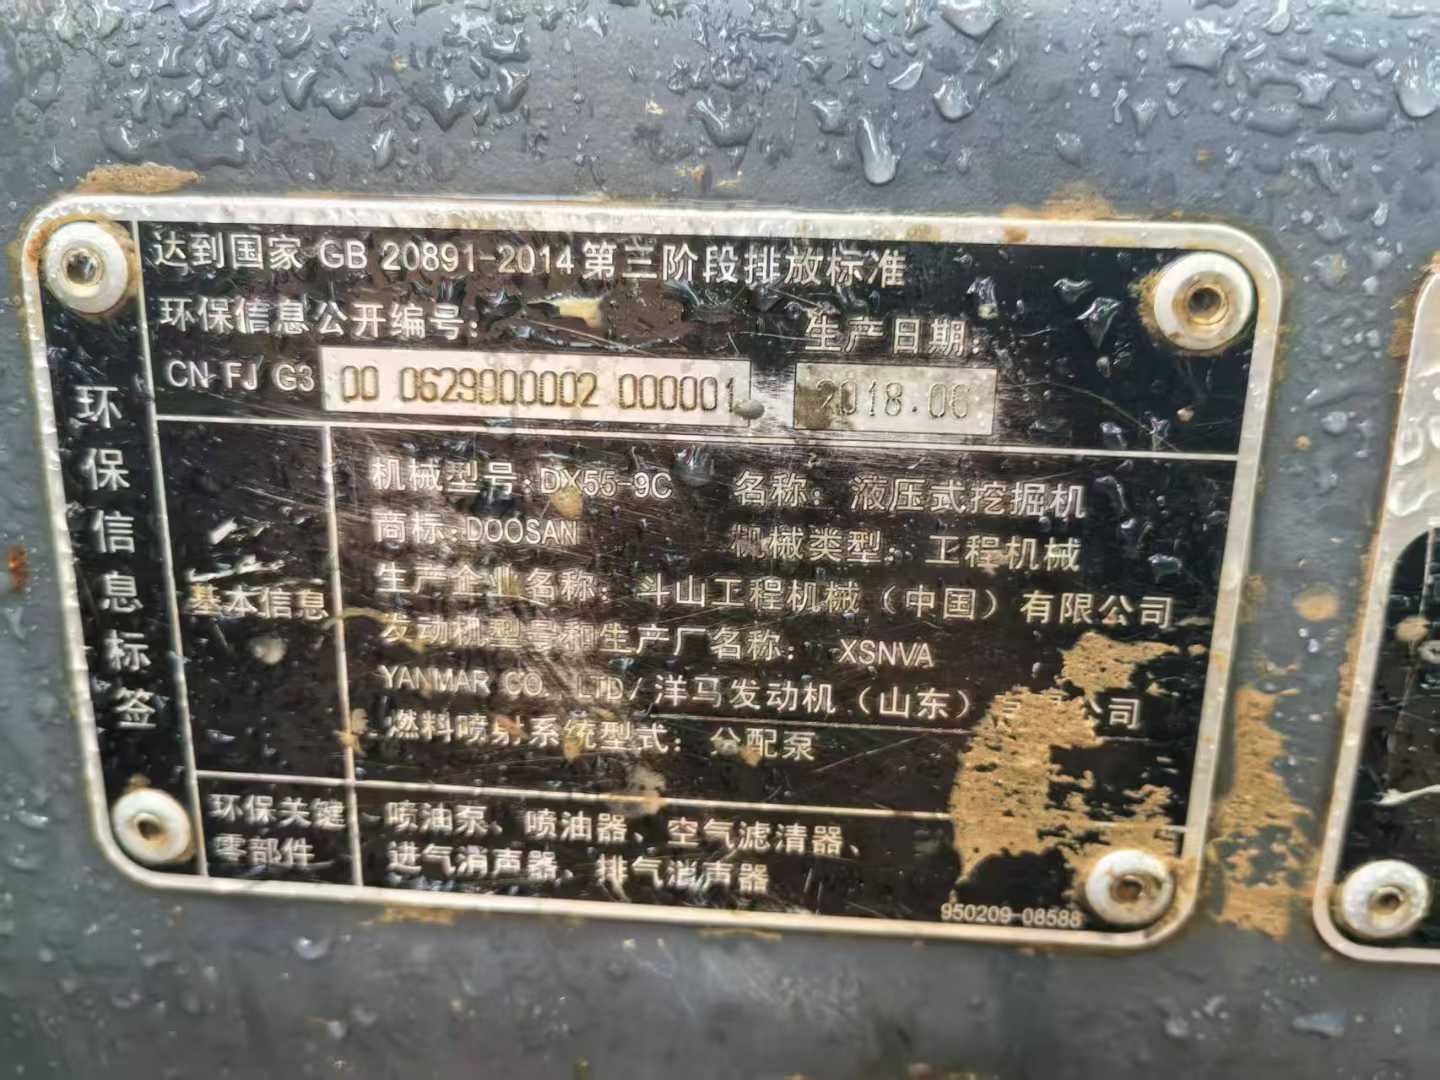 达到国家 GB 20891-2014第三阶段排放标准
环保信息公开编号:
生产日期:
CN FJ G3 00 0629000002 000001
2018.06
环保信息标签
基本信息
机械型号:DX55-9C 名称: 液压式挖掘机
商标:DOOSAN 机械类型: 工程机械
生产企业名称: 斗山工程机械（中国）有限公司
发动机型号和生产厂名称: XSNVA
YANMAR CO., LTD/洋马发动机（山东）公司
燃料喷射系统型式: 分配泵
环保关键零部件
喷油泵、喷油器、空气滤清器、
进气消声器、排气消声器
950209-08588